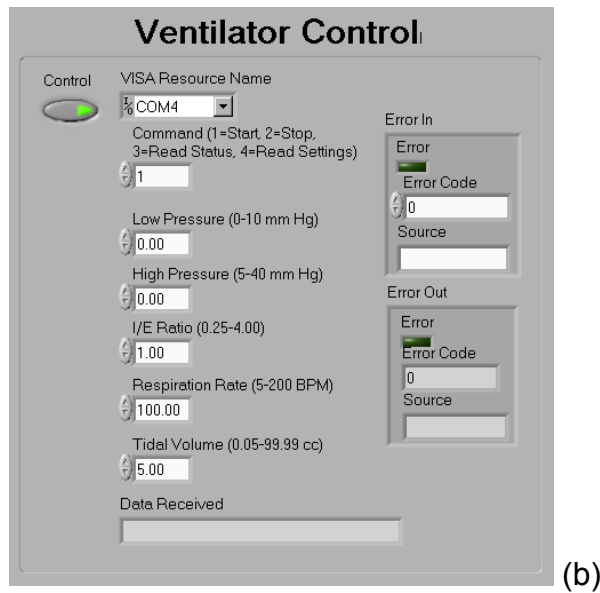 Ventilator Control
Control
VISA Resource Name
I/O COM4
Command (1=Start, 2=Stop,
3=Read Status, 4=Read Settings)
1
Low Pressure (0-10 mm Hg)
0.00
High Pressure (5-40 mm Hg)
0.00
I/E Ratio (0.25-4.00)
1.00
Respiration Rate (5-200 BPM)
100.00
Tidal Volume (0.05-99.99 cc)
5.00
Data Received
Error In
Error
Error Code
0
Source
Error Out
Error
Error Code
0
Source
(b)